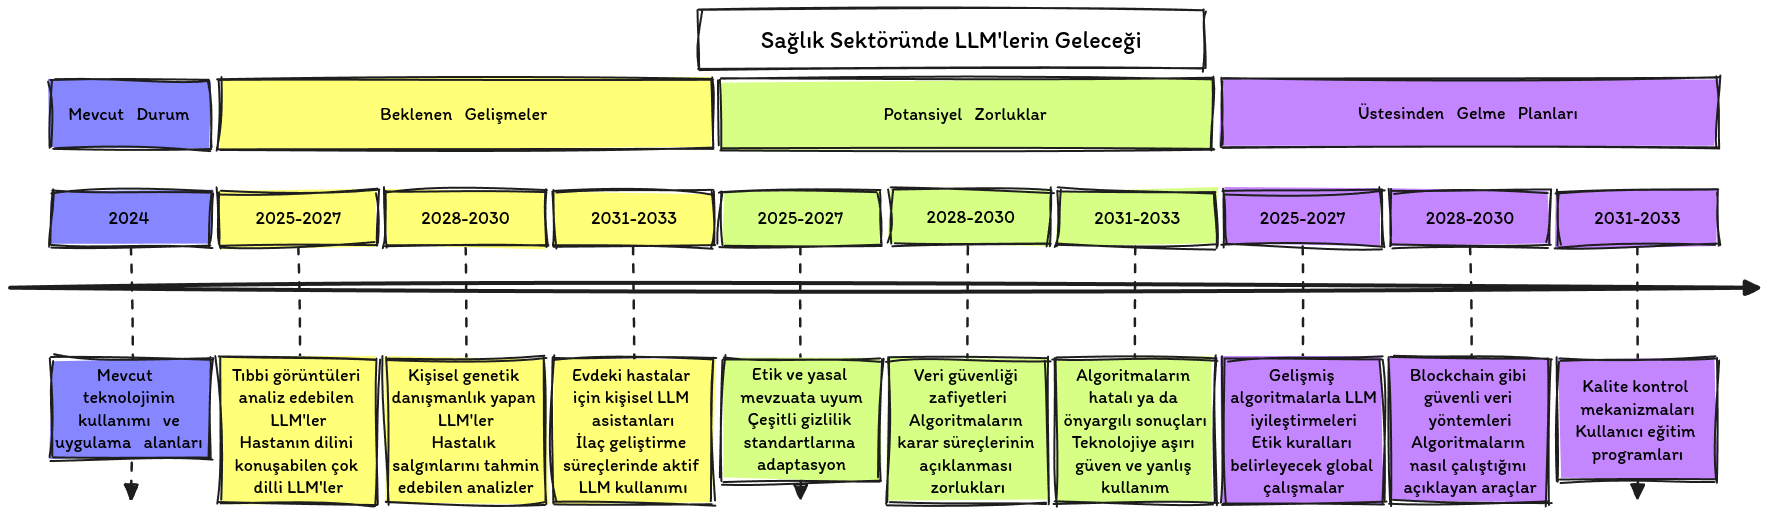 Sağlık Sektöründe LLM'lerin Geleceği
Mevcut Durum
Beklenen Gelişmeler
Potansiyel Zorluklar
Üstesinden Gelme Planları
2024
2025-2027
2028-2030
2031-2033
2025-2027
2028-2030
2031-2033
2025-2027
2028-2030
2031-2033
Mevcut
teknolojinin
kullanımı ve
uygulama alanları
Tıbbi görüntüleri
analiz edebilen
LLM'ler
Hastanın dilini
konuşabilen çok
dilli LLM'ler
Kişisel genetik
danışmanlık yapan
LLM'ler
Hastalık
salgınlarını tahmin
edebilen analizler
Evdeki hastalar
için kişisel LLM
asistanları
İlaç geliştirme
süreçlerinde aktif
LLM kullanımı
Etik ve yasal
mevzuata uyum
Çeşitli gizlilik
standartlarına
adaptasyon
Veri güvenliği
zafiyetleri
Algoritmaların
karar süreçlerinin
açıklanması
zorlukları
Algoritmaların
hatalı ya da
önyargılı sonuçları
Teknolojiye aşırı
güven ve yanlış
kullanım
Gelişmiş
algoritmalarla LLM
iyileştirmeleri
Etik kuralları
belirleyecek global
çalışmalar
Blockchain gibi
güvenli veri
yöntemleri
Algoritmaların
nasıl çalıştığını
açıklayan araçlar
Kalite kontrol
mekanizmaları
Kullanıcı eğitim
programları